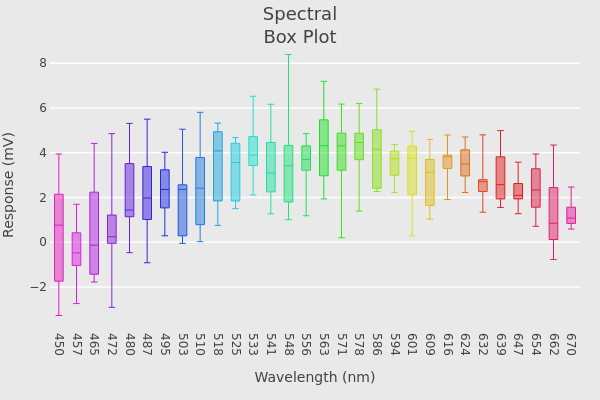 Spectral
Box Plot
Response (mV)
8
6
4
2
0
−2
450 457 465 472 480 487 495 503 510 518 525 533 541 548 556 563 571 578 586 594 601 609 616 624 632 639 647 654 662 670
Wavelength (nm)